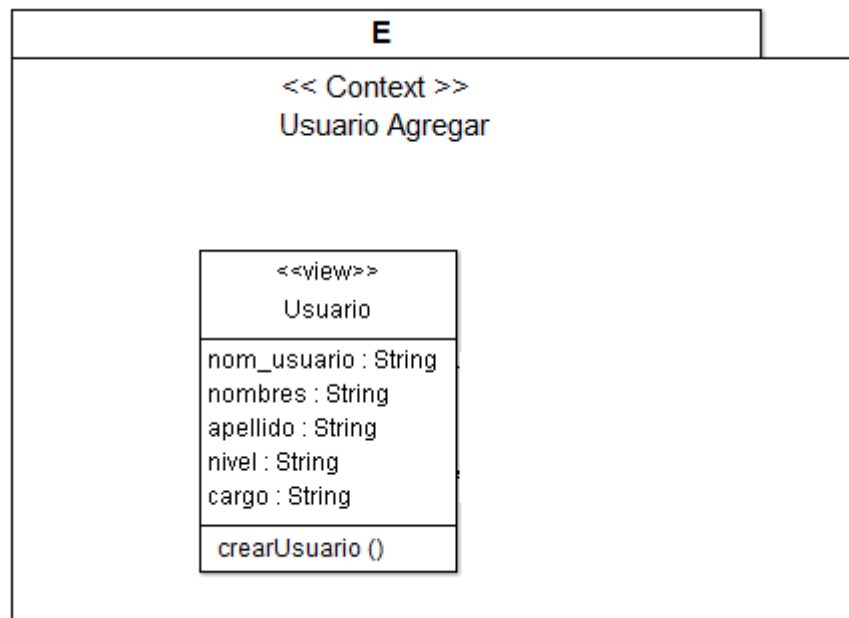 E
<< Context >>
Usuario Agregar
<<view>>
Usuario
nom_usuario : String
nombres : String
apellido : String
nivel : String
cargo : String
crearUsuario ()